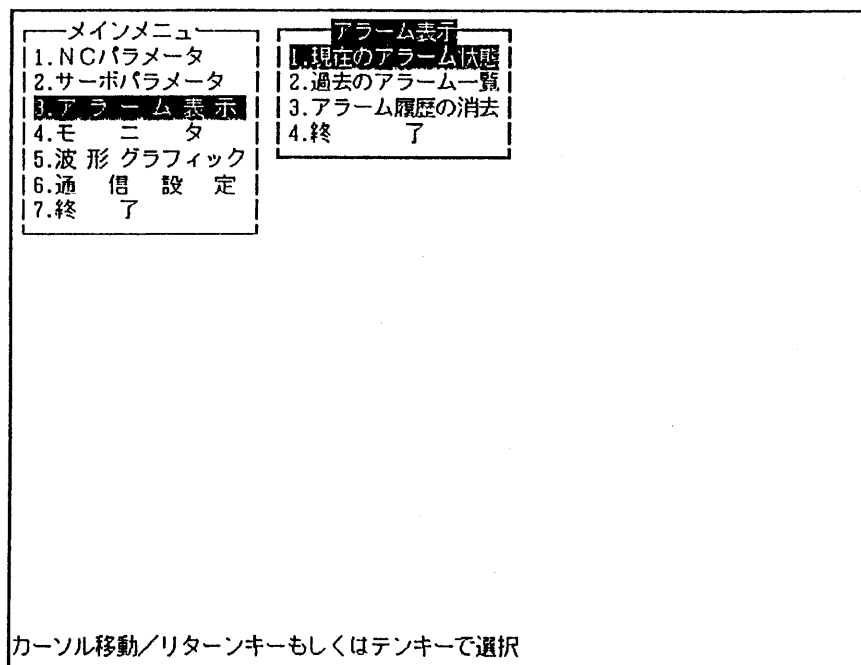 メインメニュー
1.NCパラメータ
2.サーボパラメータ
3.アラーム表示
4.モニタ
5.波形グラフィック
6.通信設定
7.終了
アラーム表示
1.現在のアラーム状態
2.過去のアラーム一覧
3.アラーム履歴の消去
4.終了
カーソル移動/リターンキーもしくはテンキーで選択